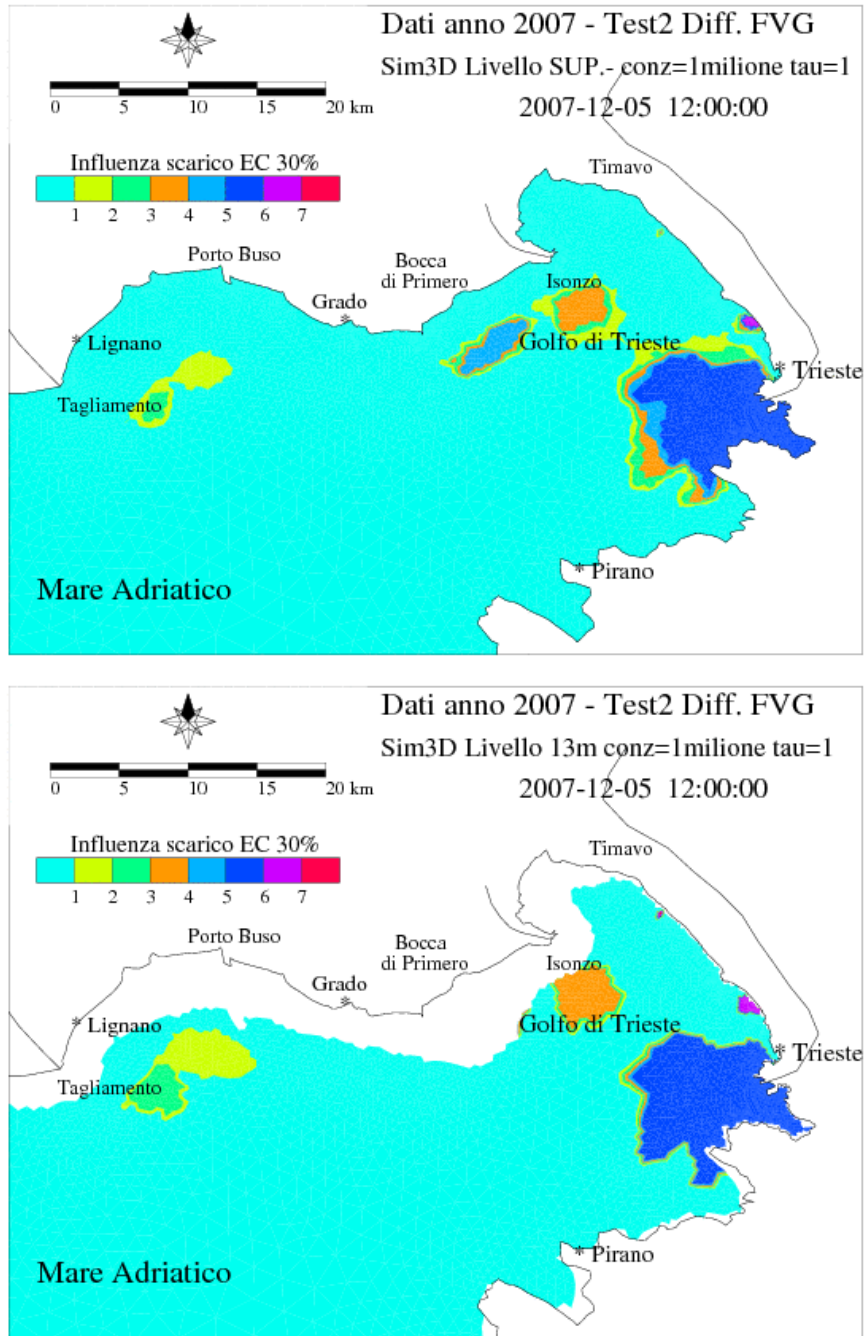 Dati anno 2007 - Test2 Diff. FVG
Sim3D Livello SUP.- conz=1milione tau=1
2007-12-05 12:00:00
0 5 10 15 20 km
Influenza scarico EC 30%
1 2 3 4 5 6 7
Timavo
Porto Buso
Bocca
di Primero
Isonzo
Grado
* Lignano
Golfo di Trieste
* Trieste
Tagliamento
* Pirano
Mare Adriatico
Dati anno 2007 - Test2 Diff. FVG
Sim3D Livello 13m conz=1milione tau=1
2007-12-05 12:00:00
0 5 10 15 20 km
Influenza scarico EC 30%
1 2 3 4 5 6 7
Timavo
Porto Buso
Bocca
di Primero
Isonzo
Grado
* Lignano
Golfo di Trieste
* Trieste
Tagliamento
* Pirano
Mare Adriatico